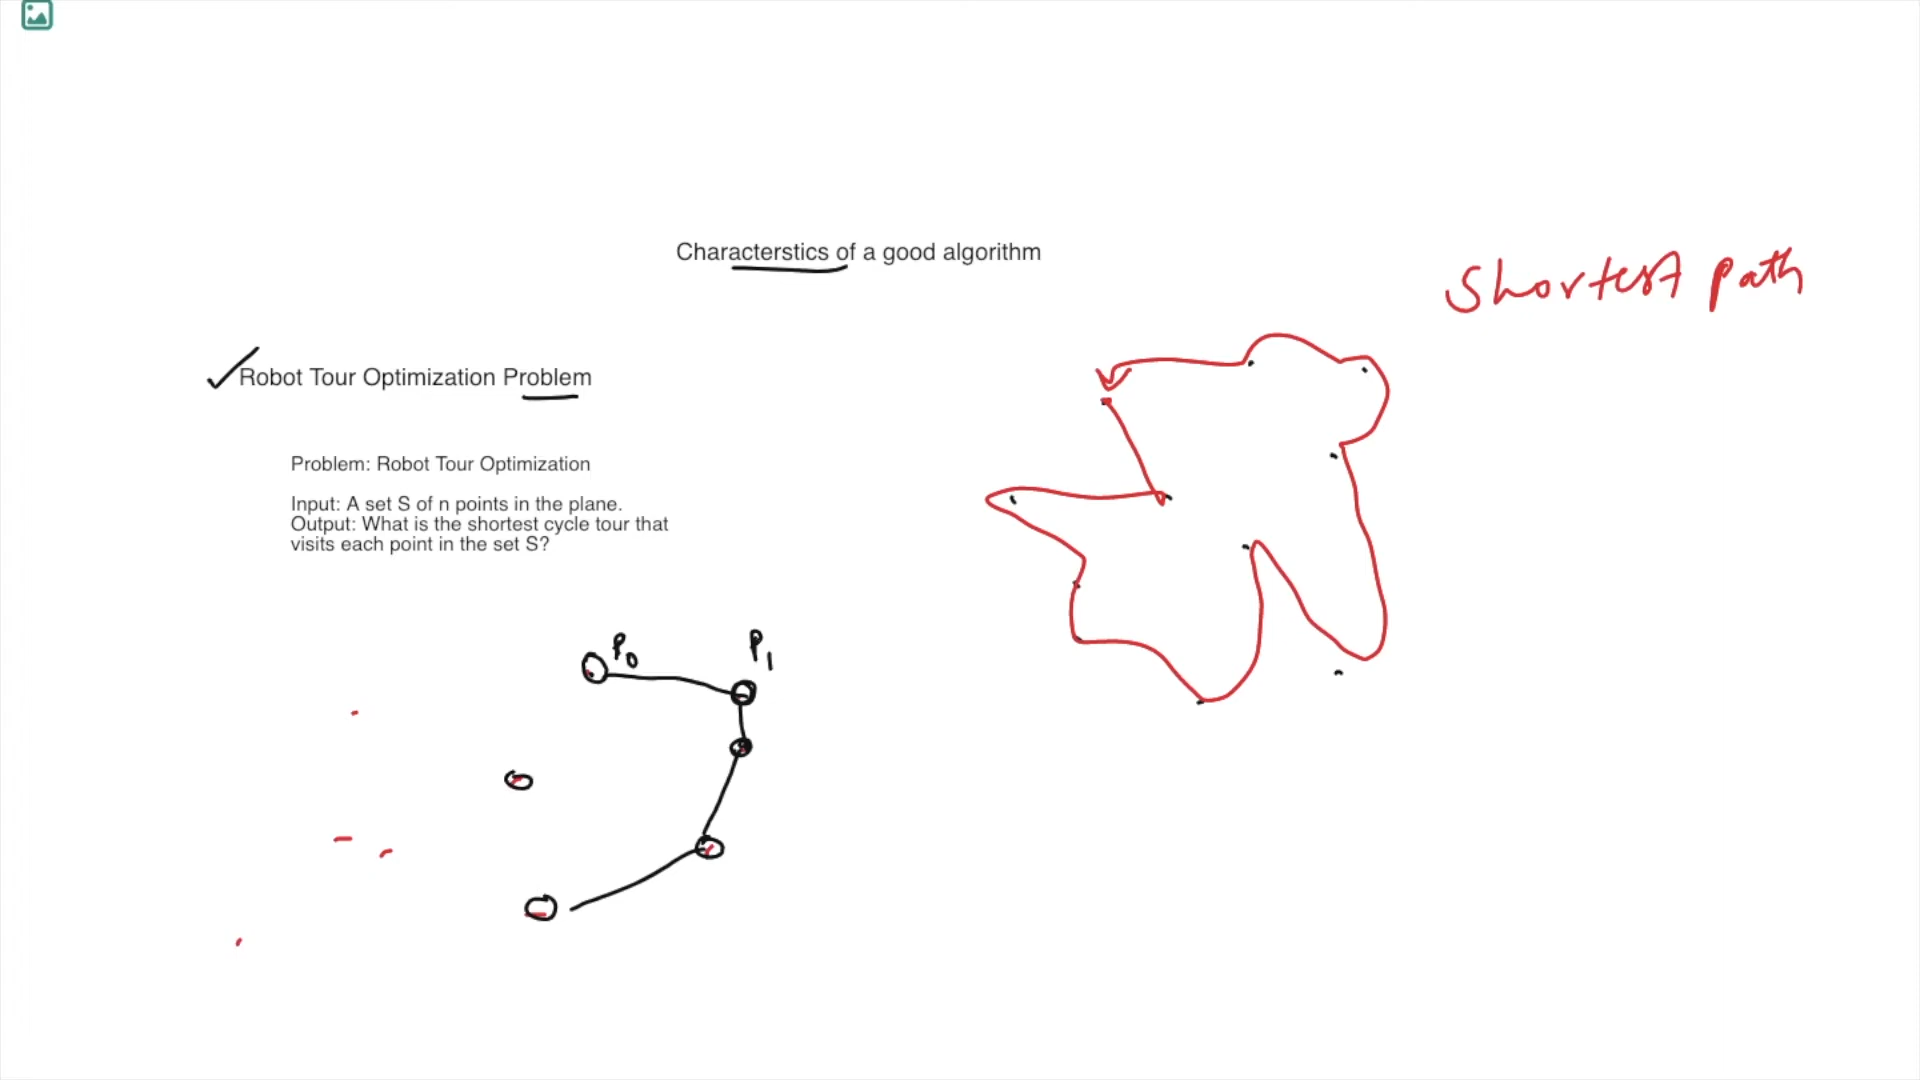 Characterstics of a good algorithm
Shortest path
Robot Tour Optimization Problem
Problem: Robot Tour Optimization
Input: A set S of n points in the plane.
Output: What is the shortest cycle tour that
visits each point in the set S?
P0
P1